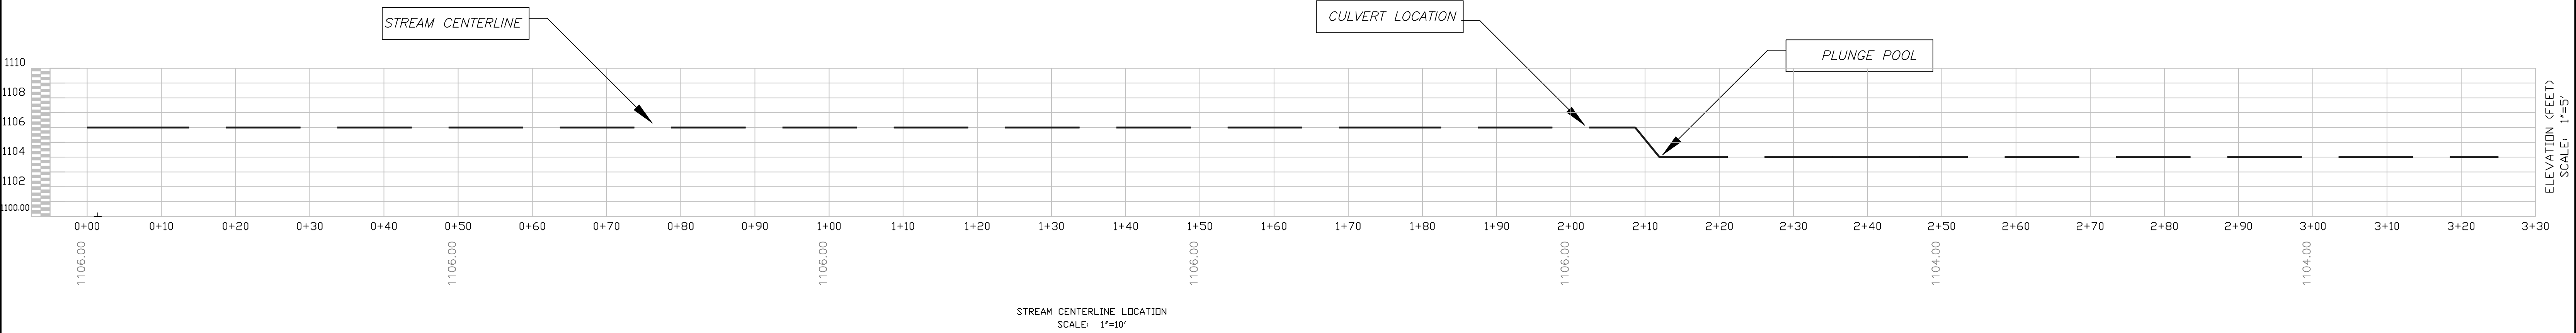 STREAM CENTERLINE
CULVERT LOCATION
PLUNGE POOL
1110
1108
1106
1104
1102
1100.00
ELEVATION (FEET)
SCALE: 1"=5'
0+00 0+10 0+20 0+30 0+40 0+50 0+60 0+70 0+80 0+90 1+00 1+10 1+20 1+30 1+40 1+50 1+60 1+70 1+80 1+90 2+00 2+10 2+20 2+30 2+40 2+50 2+60 2+70 2+80 2+90 3+00 3+10 3+20 3+30
1106.00 1106.00 1106.00 1106.00 1106.00 1104.00 1104.00
STREAM CENTERLINE LOCATION
SCALE: 1"=10'